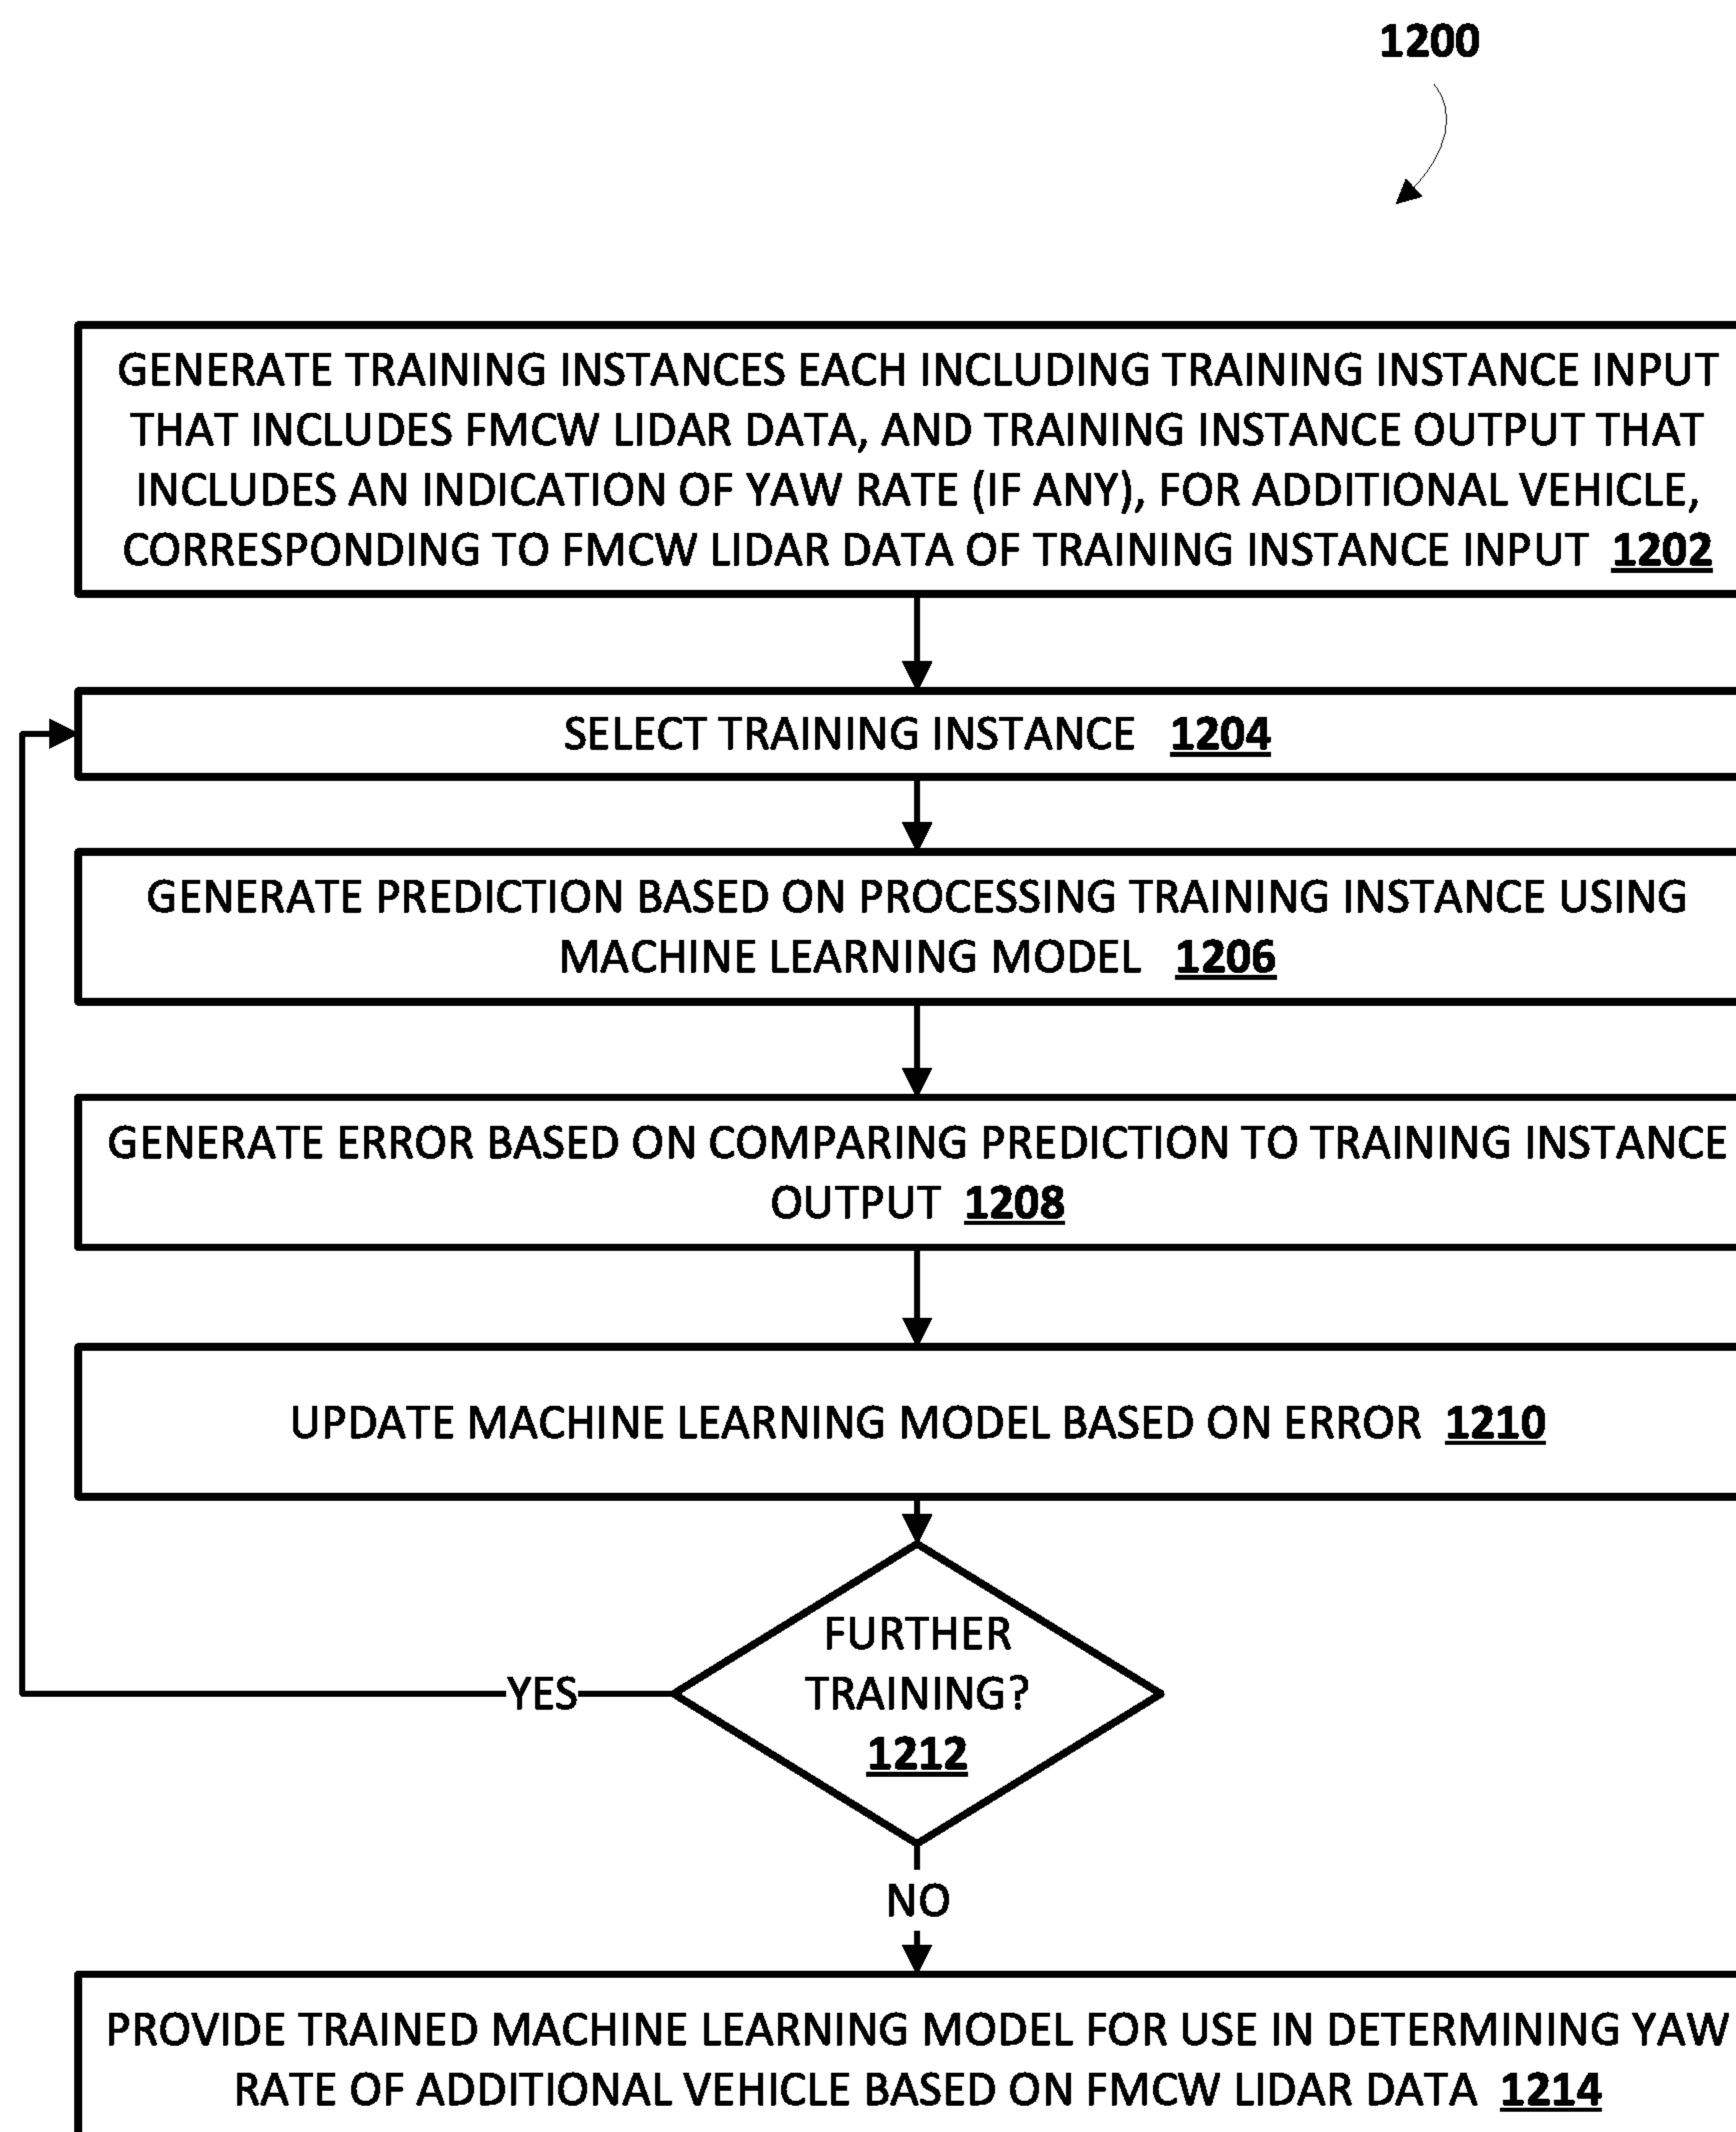 1200
GENERATE TRAINING INSTANCES EACH INCLUDING TRAINING INSTANCE INPUT
THAT INCLUDES FMCW LIDAR DATA, AND TRAINING INSTANCE OUTPUT THAT
INCLUDES AN INDICATION OF YAW RATE (IF ANY), FOR ADDITIONAL VEHICLE,
CORRESPONDING TO FMCW LIDAR DATA OF TRAINING INSTANCE INPUT 1202
SELECT TRAINING INSTANCE 1204
GENERATE PREDICTION BASED ON PROCESSING TRAINING INSTANCE USING
MACHINE LEARNING MODEL 1206
GENERATE ERROR BASED ON COMPARING PREDICTION TO TRAINING INSTANCE
OUTPUT 1208
UPDATE MACHINE LEARNING MODEL BASED ON ERROR 1210
FURTHER
TRAINING?
1212
YES
NO
PROVIDE TRAINED MACHINE LEARNING MODEL FOR USE IN DETERMINING YAW
RATE OF ADDITIONAL VEHICLE BASED ON FMCW LIDAR DATA 1214